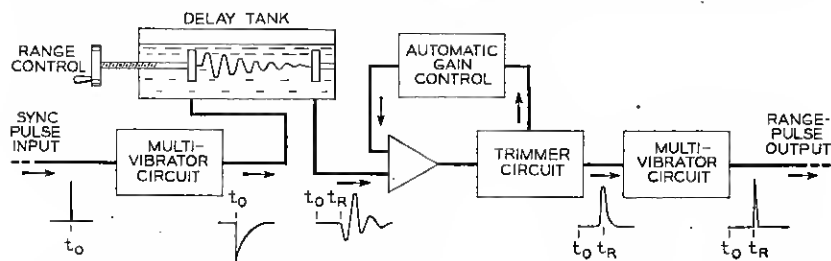 DELAY TANK
RANGE
CONTROL
AUTOMATIC
GAIN
CONTROL
SYNC
PULSE
INPUT
MULTI-
VIBRATOR
CIRCUIT
TRIMMER
CIRCUIT
MULTI-
VIBRATOR
CIRCUIT
RANGE-
PULSE
OUTPUT
t₀
t₀
t₀ tR
t₀ tR
t₀ tR